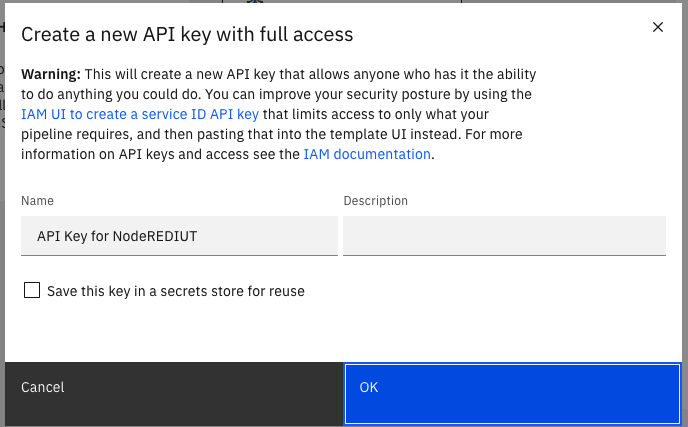 Create a new API key with full access
Warning: This will create a new API key that allows anyone who has it the ability
to do anything you could do. You can improve your security posture by using the
IAM UI to create a service ID API key that limits access to only what your
pipeline requires, and then pasting that into the template UI instead. For more
information on API keys and access see the IAM documentation.
Name
Description
API Key for NodeREDIUT
Save this key in a secrets store for reuse
Cancel
OK